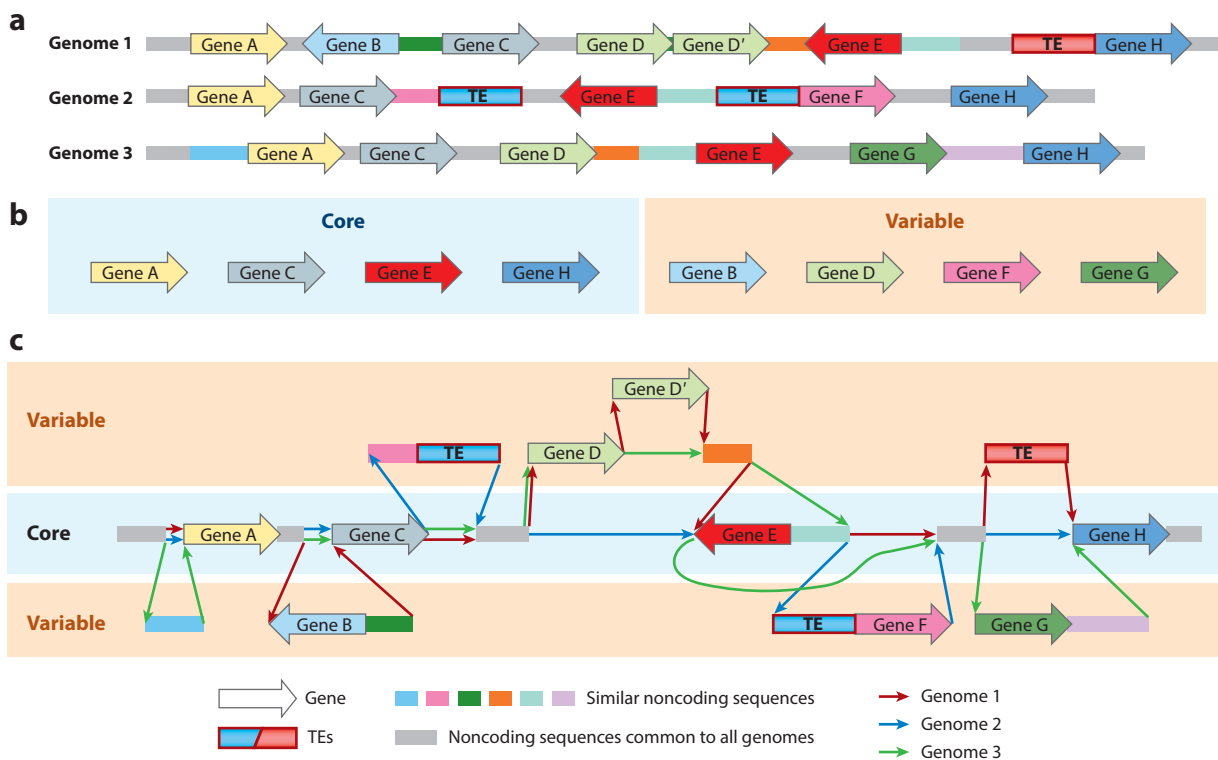 a
Genome 1 Gene A Gene B Gene C Gene D Gene D′ Gene E TE Gene H
Genome 2 Gene A Gene C TE Gene E TE Gene F Gene H
Genome 3 Gene A Gene C Gene D Gene E Gene G Gene H
b
Core Variable
Gene A Gene C Gene E Gene H Gene B Gene D Gene F Gene G
c
Gene D′
Variable
TE Gene D TE
Core Gene A Gene C Gene E Gene H
Variable Gene B TE Gene F Gene G
Gene Similar noncoding sequences Genome 1
Genome 2
TEs Noncoding sequences common to all genomes
Genome 3